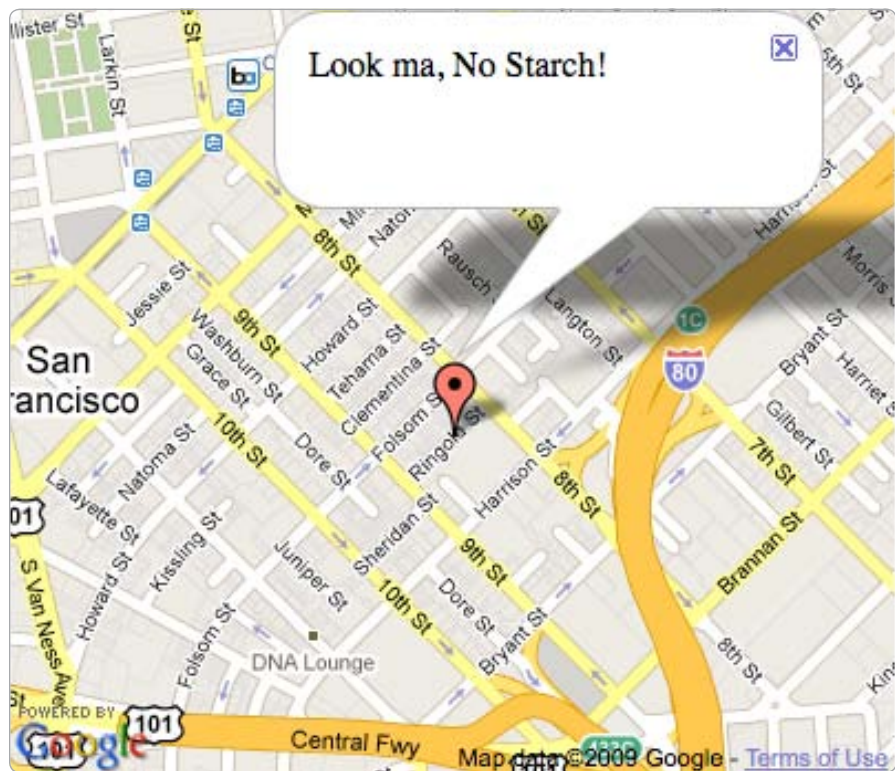 llister St
Larkin St
Look ma, No Starch!
5th St
Harrison St
Morris
Natoma
8th St
Rausch
Langton St
1C
80
Jessie St
9th St
Washburn St
Grace St
Howard St
Tehama St
Clementina St
Folsom St
Ringold St
San
rancisco
10th St
Natoma St
Dore St
Lafayette St
Harrison St
Bryant St
Harriet St
Gilbert St
7th St
8th St
01
Sheridan St
Kissling St
Howard St
S Van Ness Ave
Juniper St
9th St
10th St
Dore St
Brannan St
Folsom St
DNA Lounge
Bryant St
8th St
St
POWERED BY
Google
101
101
Central Fwy
Map data ©2009 Google - Terms of Use